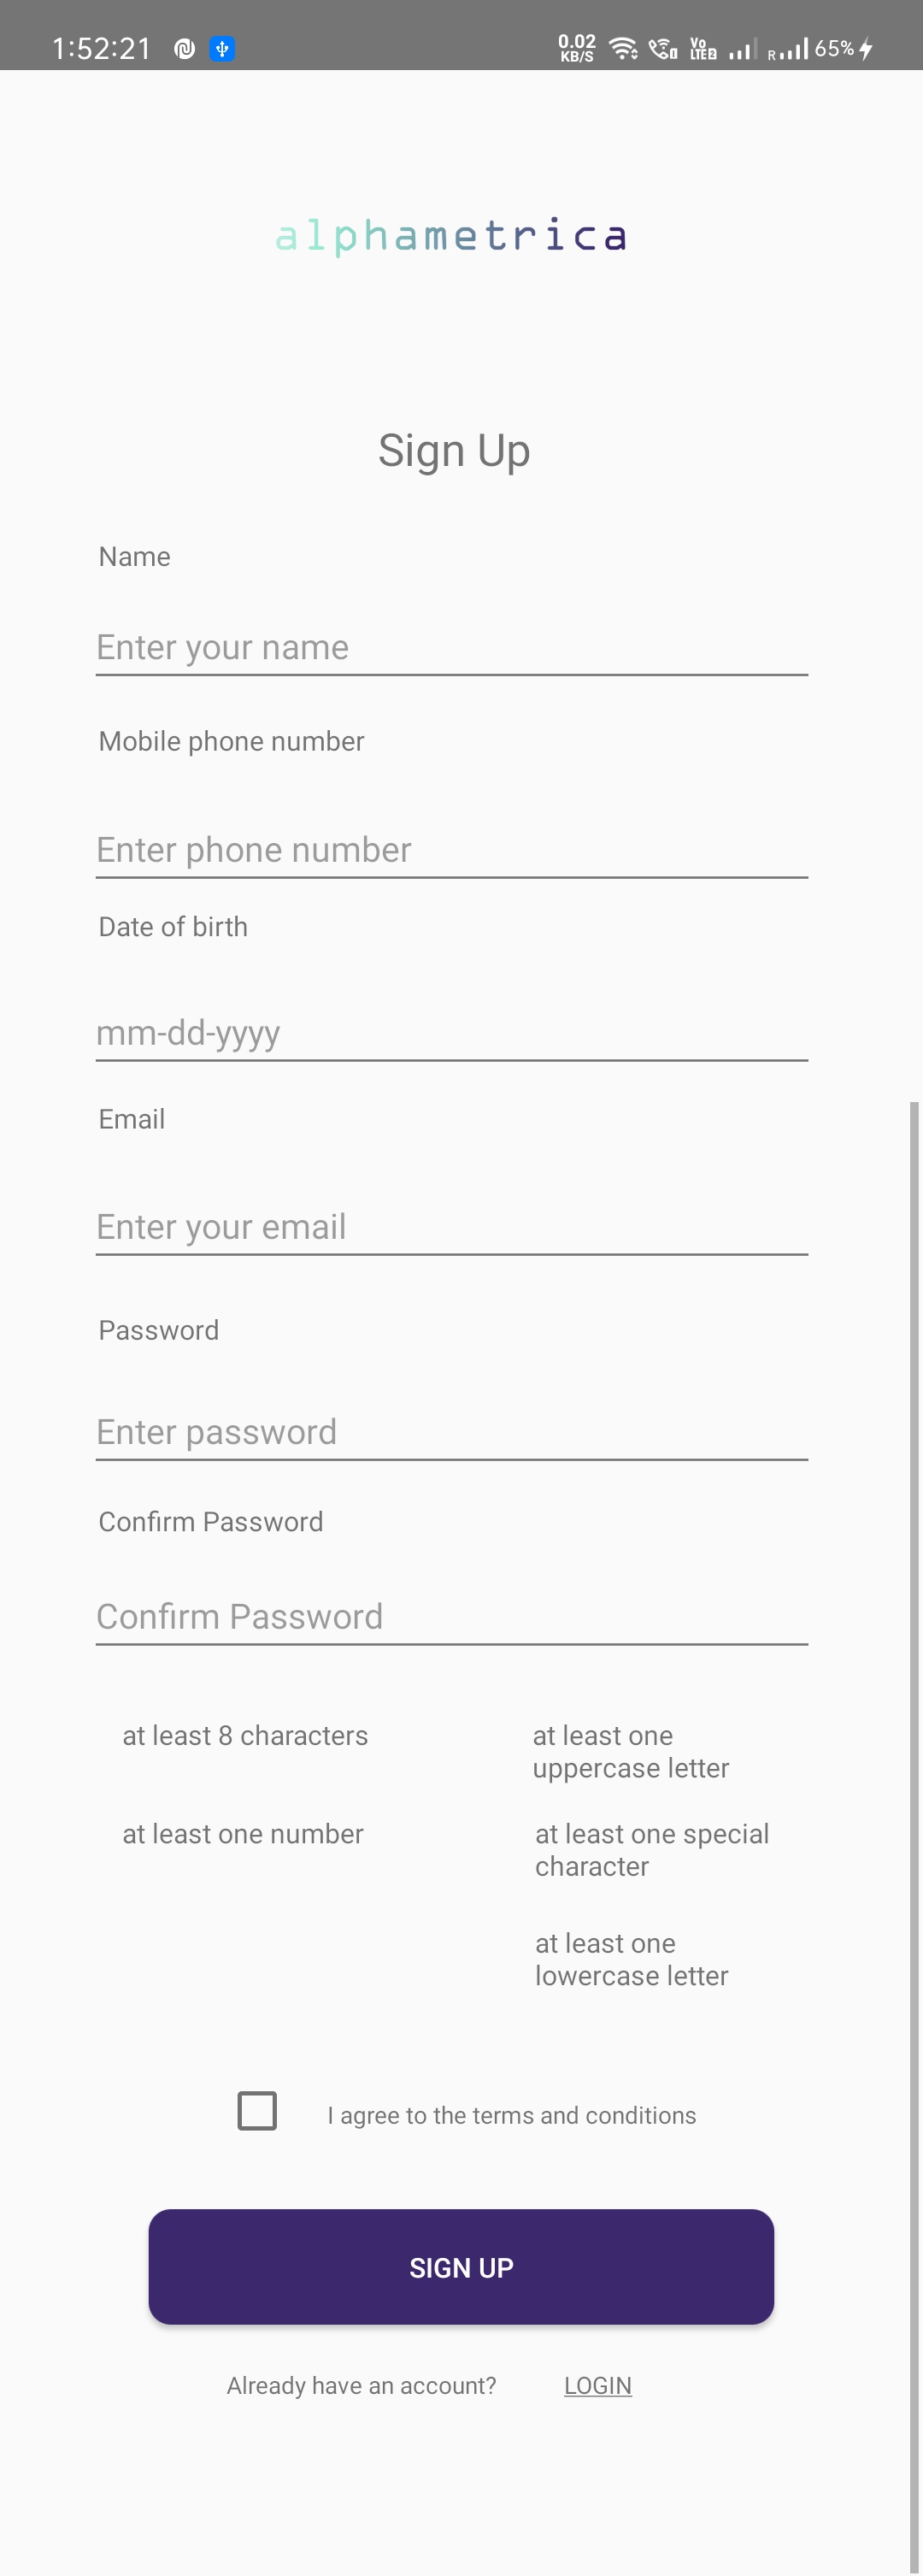 1:52:21 0.02 KB/S Vo LTE2 R 65%
alphametrica
Sign Up
Name
Enter your name
Mobile phone number
Enter phone number
Date of birth
mm-dd-yyyy
Email
Enter your email
Password
Enter password
Confirm Password
Confirm Password
at least 8 characters
at least one
uppercase letter
at least one number
at least one special
character
at least one
lowercase letter
I agree to the terms and conditions
SIGN UP
Already have an account? LOGIN